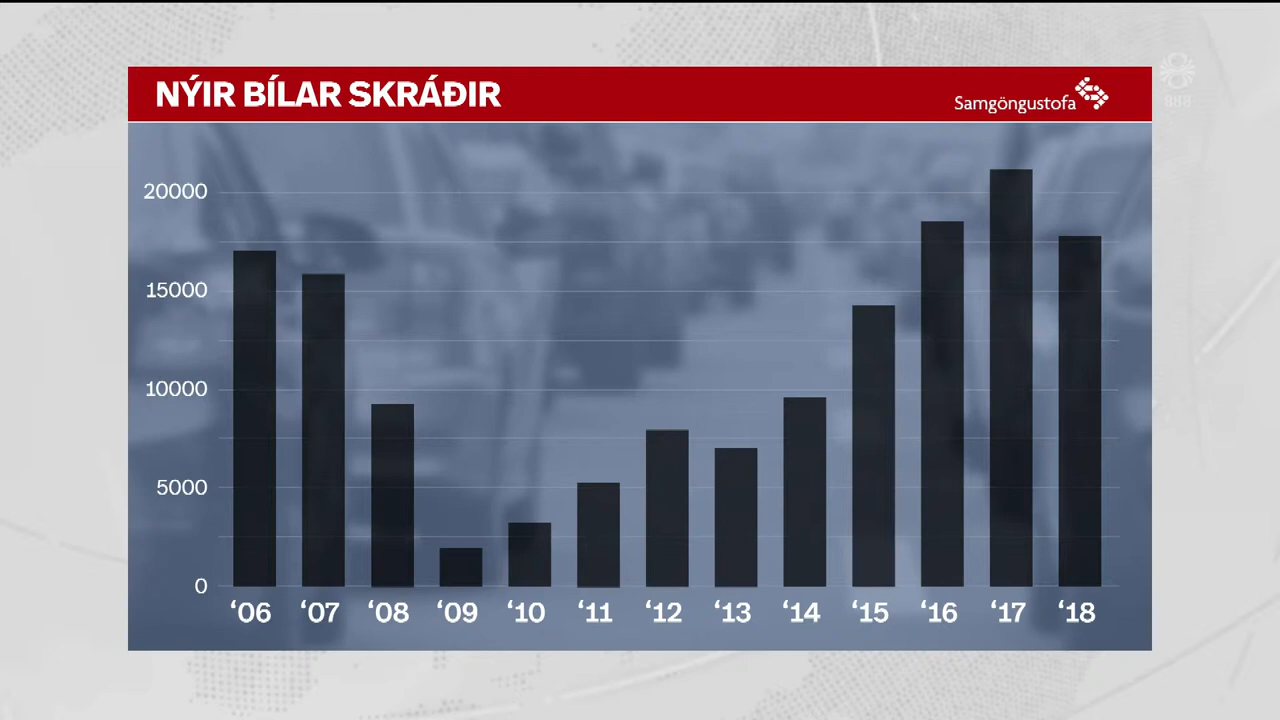 NÝIR BÍLAR SKRÁÐIR
Samgöngustofa
888
20000
15000
10000
5000
0
‘06 ‘07 ‘08 ‘09 ‘10 ‘11 ‘12 ‘13 ‘14 ‘15 ‘16 ‘17 ‘18